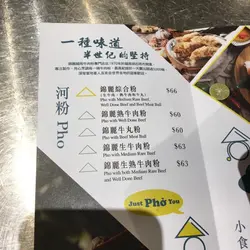 一種味道
半世紀的堅持
河粉 Pho
錦麗綜合粉 $66
Pho with Medium Rare Beef,
Well Done Beef and Beef Meat Ball
錦麗熟牛肉粉 $60
Pho with Well Done Beef
錦麗牛丸粉 $60
Pho with Beef Meat Ball
錦麗生牛肉粉 $63
Pho with Medium Rare Beef
錦麗生熟牛肉粉 $63
Pho with both Medium Rare Beef
and Well Done Beef
Just Phở You
小
食